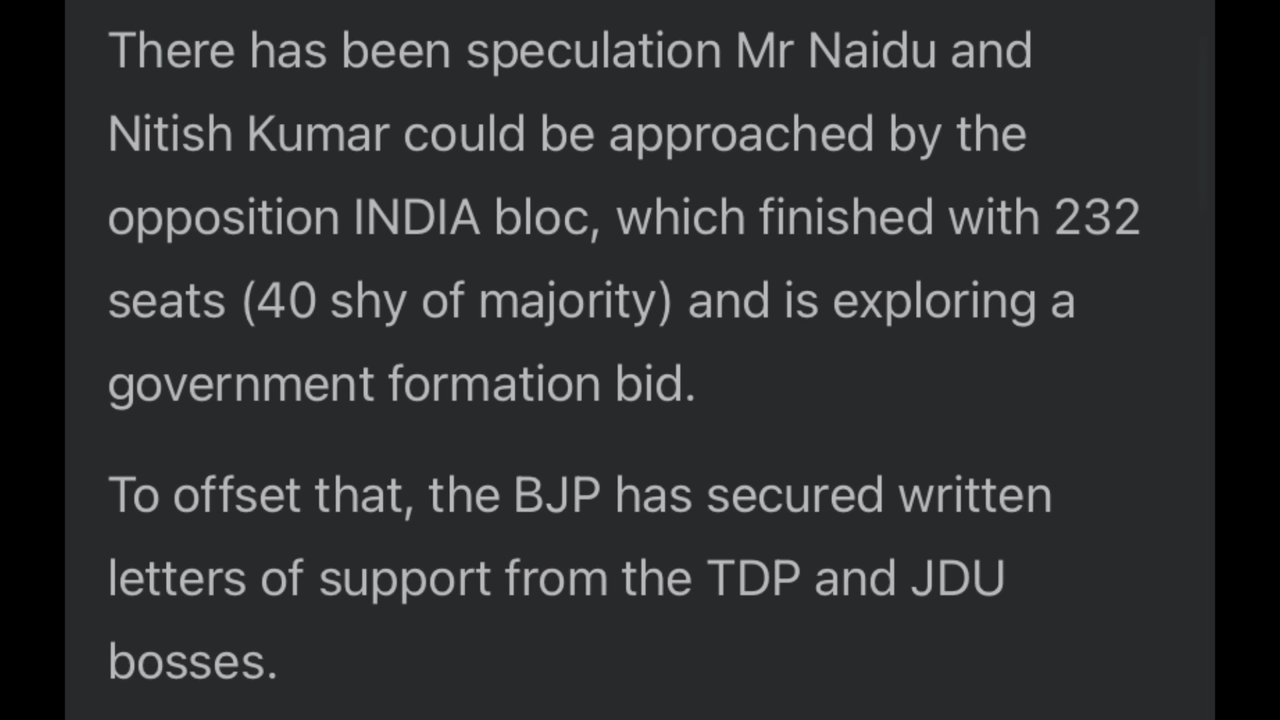 There has been speculation Mr Naidu and
Nitish Kumar could be approached by the
opposition INDIA bloc, which finished with 232
seats (40 shy of majority) and is exploring a
government formation bid.
To offset that, the BJP has secured written
letters of support from the TDP and JDU
bosses.